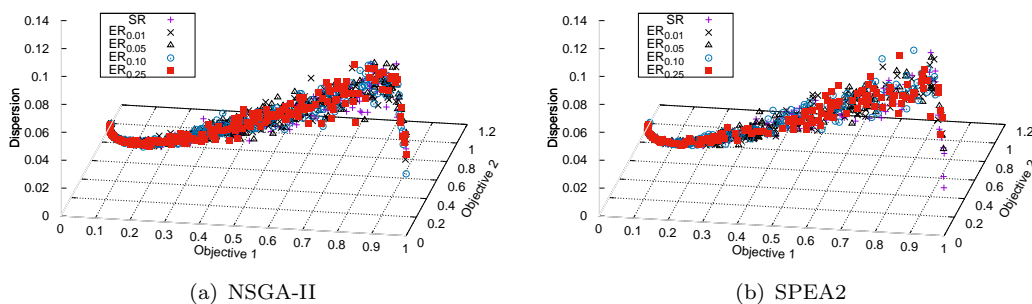 SR
ER0.01
ER0.05
ER0.10
ER0.25
0.14
0.12
0.1
0.08
0.06
0.04
0.02
0
Dispersion
0 0.1 0.2 0.3 0.4 0.5 0.6 0.7 0.8 0.9 1
Objective 1
0 0.2 0.4 0.6 0.8 1 1.2
Objective 2
(a) NSGA-II
SR
ER0.01
ER0.05
ER0.10
ER0.25
0.14
0.12
0.1
0.08
0.06
0.04
0.02
0
Dispersion
0 0.1 0.2 0.3 0.4 0.5 0.6 0.7 0.8 0.9 1
Objective 1
0 0.2 0.4 0.6 0.8 1 1.2
Objective 2
(b) SPEA2